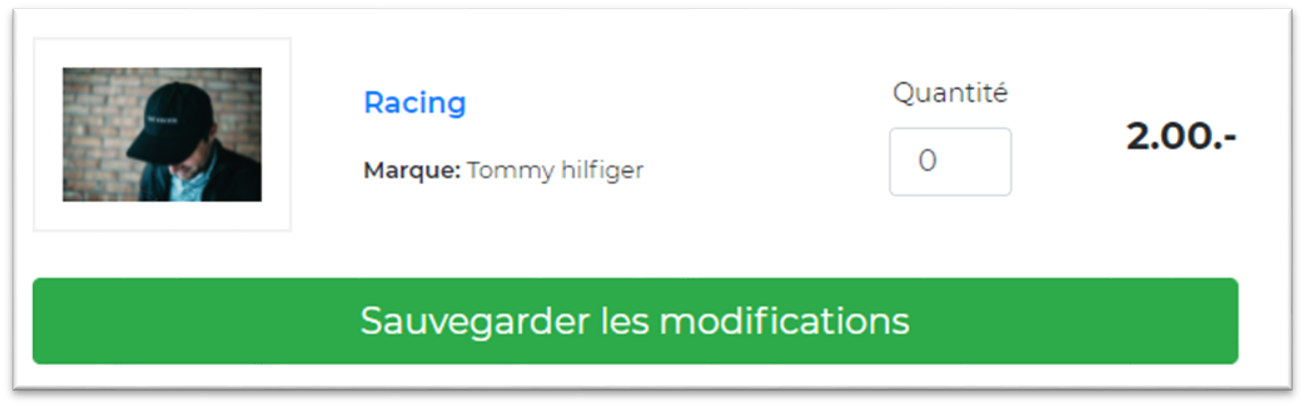 Racing
Marque: Tommy hilfiger
Quantité
0
2.00.-
Sauvegarder les modifications